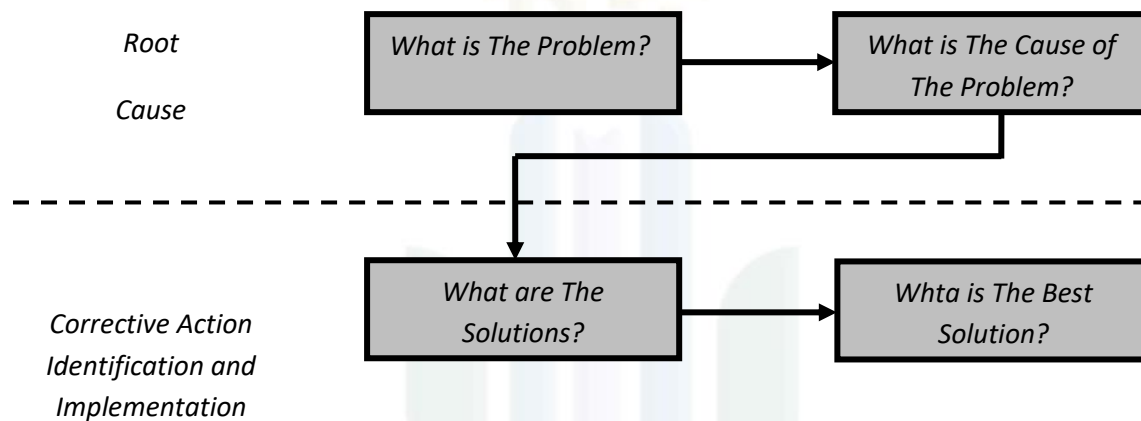 Root
Cause
What is The Problem?
What is The Cause of
The Problem?
What are The
Solutions?
Whta is The Best
Solution?
Corrective Action
Identification and
Implementation